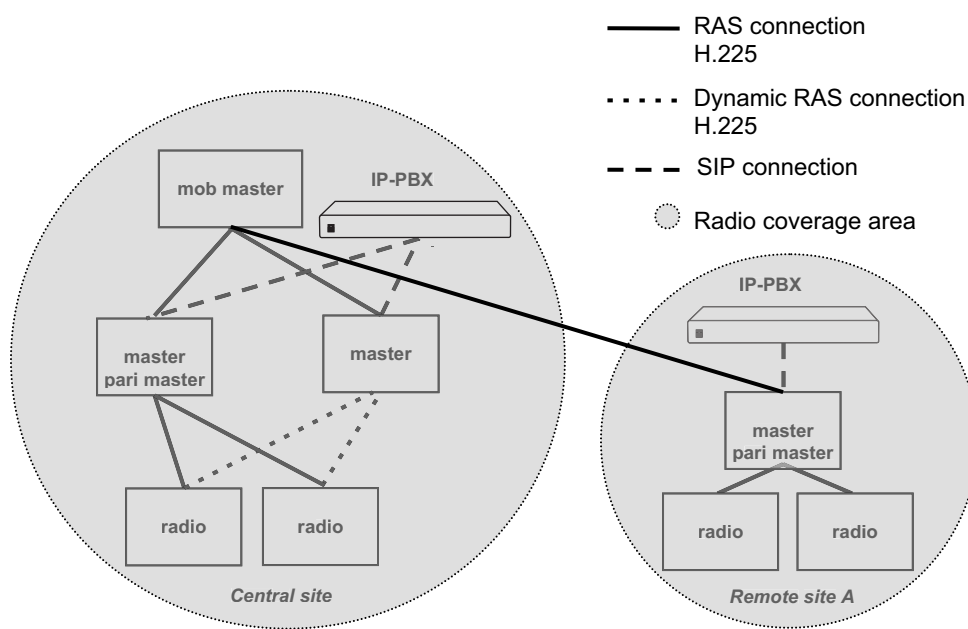 RAS connection
H.225
Dynamic RAS connection
H.225
SIP connection
Radio coverage area
mob master
IP-PBX
master
pari master
master
radio
radio
Central site
IP-PBX
master
pari master
radio
radio
Remote site A